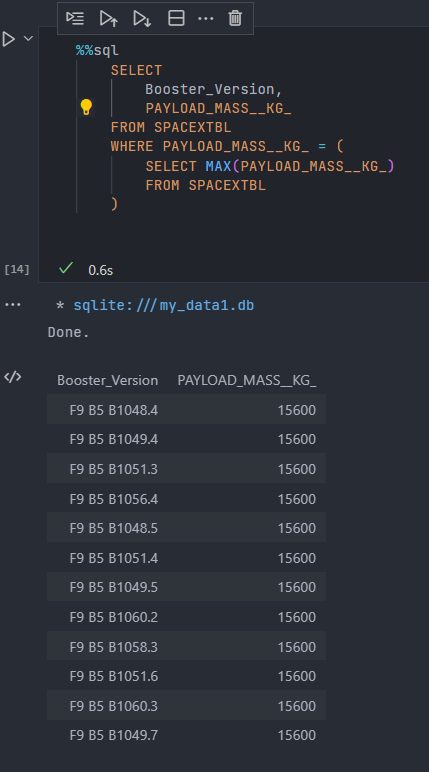 %%sql
SELECT
Booster_Version,
PAYLOAD_MASS__KG_
FROM SPACEXTBL
WHERE PAYLOAD_MASS__KG_ = (
SELECT MAX(PAYLOAD_MASS__KG_)
FROM SPACEXTBL
)
[14] 0.6s
* sqlite:///my_data1.db
Done.
Booster_Version PAYLOAD_MASS__KG_
F9 B5 B1048.4 15600
F9 B5 B1049.4 15600
F9 B5 B1051.3 15600
F9 B5 B1056.4 15600
F9 B5 B1048.5 15600
F9 B5 B1051.4 15600
F9 B5 B1049.5 15600
F9 B5 B1060.2 15600
F9 B5 B1058.3 15600
F9 B5 B1051.6 15600
F9 B5 B1060.3 15600
F9 B5 B1049.7 15600